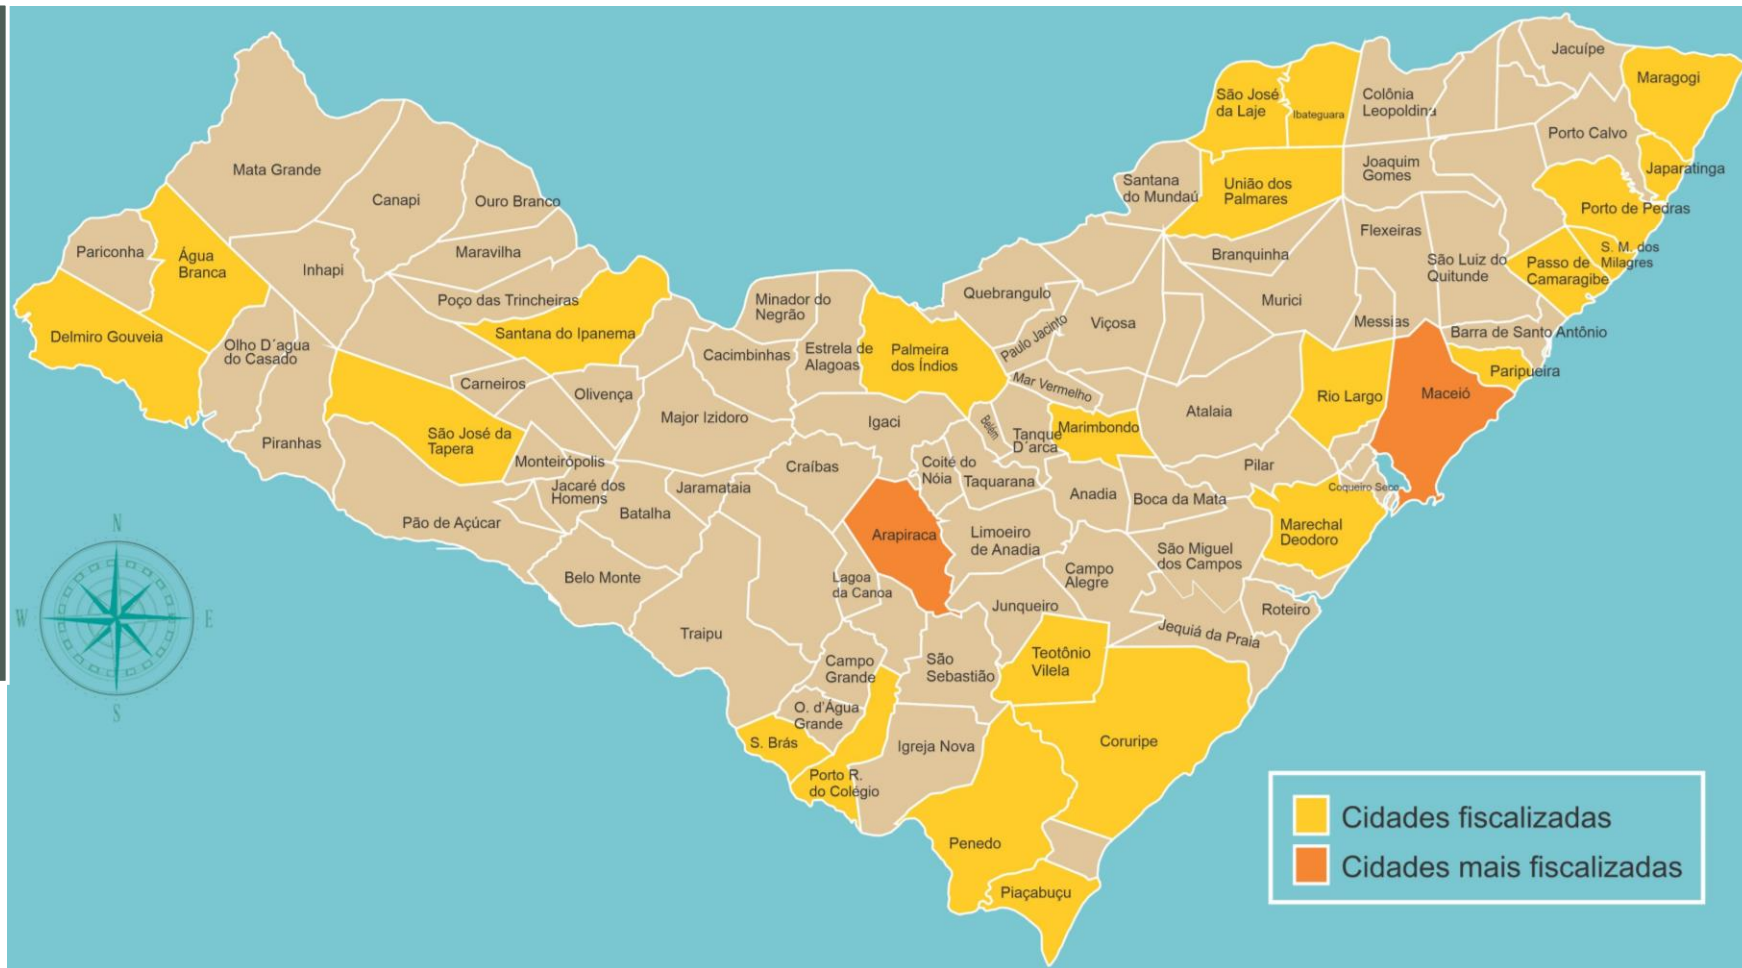 Jacuípe
Maragogi
São José
da Laje
Ibateguara
Colônia
Leopoldina
Porto Calvo
Mata Grande
Santana
do Mundaú
União dos
Palmares
Joaquim
Gomes
Japaratinga
Canapi
Ouro Branco
Porto de Pedras
Pariconha
Água
Branca
Inhapi
Maravilha
Branquinha
Flexeiras
São Luiz do
Quitunde
Passo de
Camaragibe
S. M. dos
Milagres
Poço das Trincheiras
Minador do
Negrão
Quebrangulo
Murici
Delmiro Gouveia
Olho D´agua
do Casado
Santana do Ipanema
Cacimbinhas
Estrela de
Alagoas
Palmeira
dos Índios
Paulo Jacinto
Viçosa
Messias
Barra de Santo Antônio
Paripueira
Carneiros
Olivença
Mar Vermelho
Rio Largo
Maceió
Piranhas
São José da
Tapera
Major Izidoro
Igaci
Belém
Tanque
D´arca
Marimbondo
Atalaia
Monteirópolis
Craíbas
Coité do
Nóia
Taquarana
Pilar
Jacaré dos
Homens
Jaramataia
Anadia
Boca da Mata
Coqueiro Seco
Pão de Açúcar
Batalha
Arapiraca
Limoeiro
de Anadia
Marechal
Deodoro
Belo Monte
Lagoa
da Canoa
Campo
Alegre
São Miguel
dos Campos
Traipu
Junqueiro
Roteiro
Jequiá da Praia
Campo
Grande
São
Sebastião
Teotônio
Vilela
O. d'Água
Grande
S. Brás
Igreja Nova
Coruripe
Porto R.
do Colégio
Penedo
Piaçabuçu
N
W
E
S
Cidades fiscalizadas
Cidades mais fiscalizadas